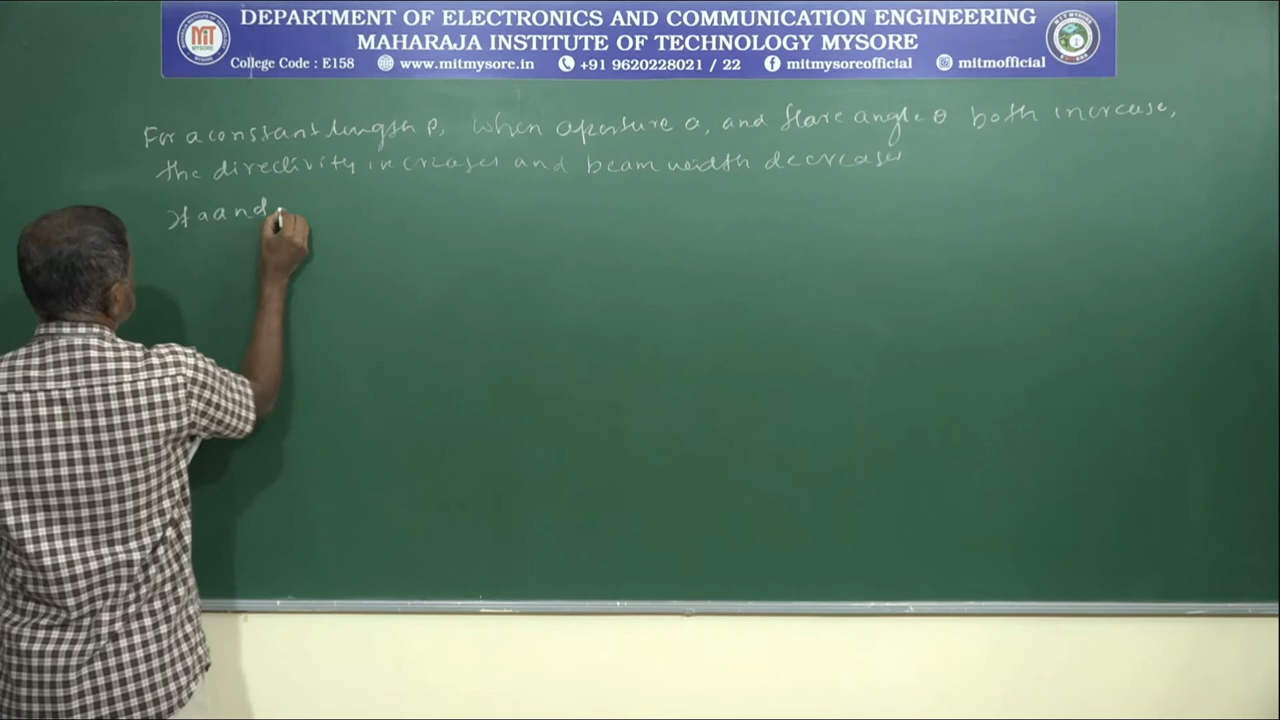 DEPARTMENT OF ELECTRONICS AND COMMUNICATION ENGINEERING
MAHARAJA INSTITUTE OF TECHNOLOGY MYSORE
College Code : E158 www.mitmysore.in +91 9620228021 / 22 mitmysoreofficial mitmofficial
MIT
MYSORE
For a constant length ρ, when aperture a, and flare angle θ both increase,
the directivity increases and beam width decreases
If a and